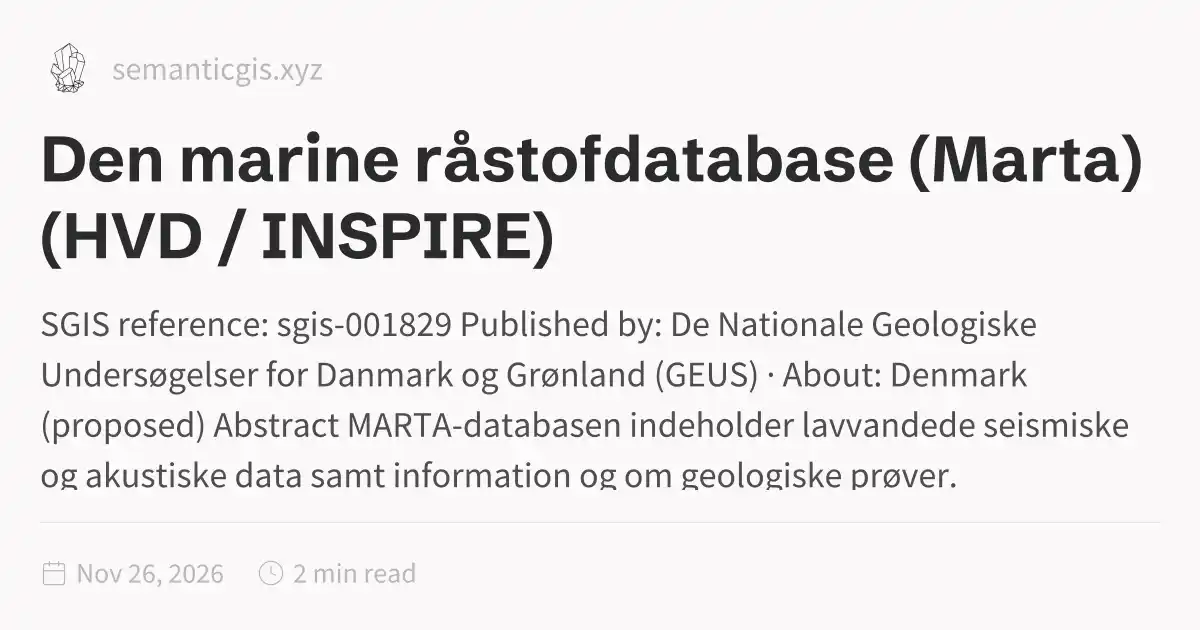 semanticgis.xyz
Den marine råstofdatabase (Marta)
(HVD / INSPIRE)
SGIS reference: sgis-001829 Published by: De Nationale Geologiske
Undersøgelser for Danmark og Grønland (GEUS) · About: Denmark
(proposed) Abstract MARTA-databasen indeholder lavvandede seismiske
og akustiske data samt information og om geologiske prøver.
Nov 26, 2026
2 min read